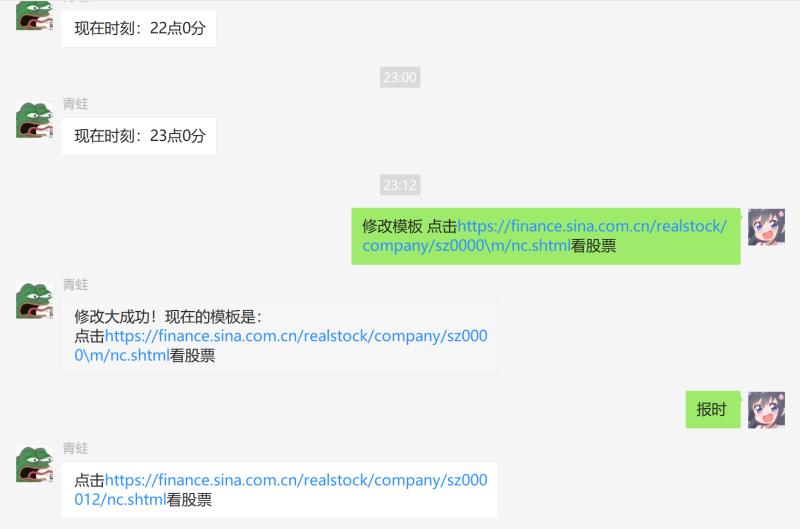 现在时刻：22点0分
23:00
青蛙
现在时刻：23点0分
23:12
修改模板 点击https://finance.sina.com.cn/realstock/
company/sz0000\m/nc.shtml看股票
青蛙
修改大成功！现在的模板是：
点击https://finance.sina.com.cn/realstock/company/sz000
0\m/nc.shtml看股票
报时
青蛙
点击https://finance.sina.com.cn/realstock/company/sz000
012/nc.shtml看股票